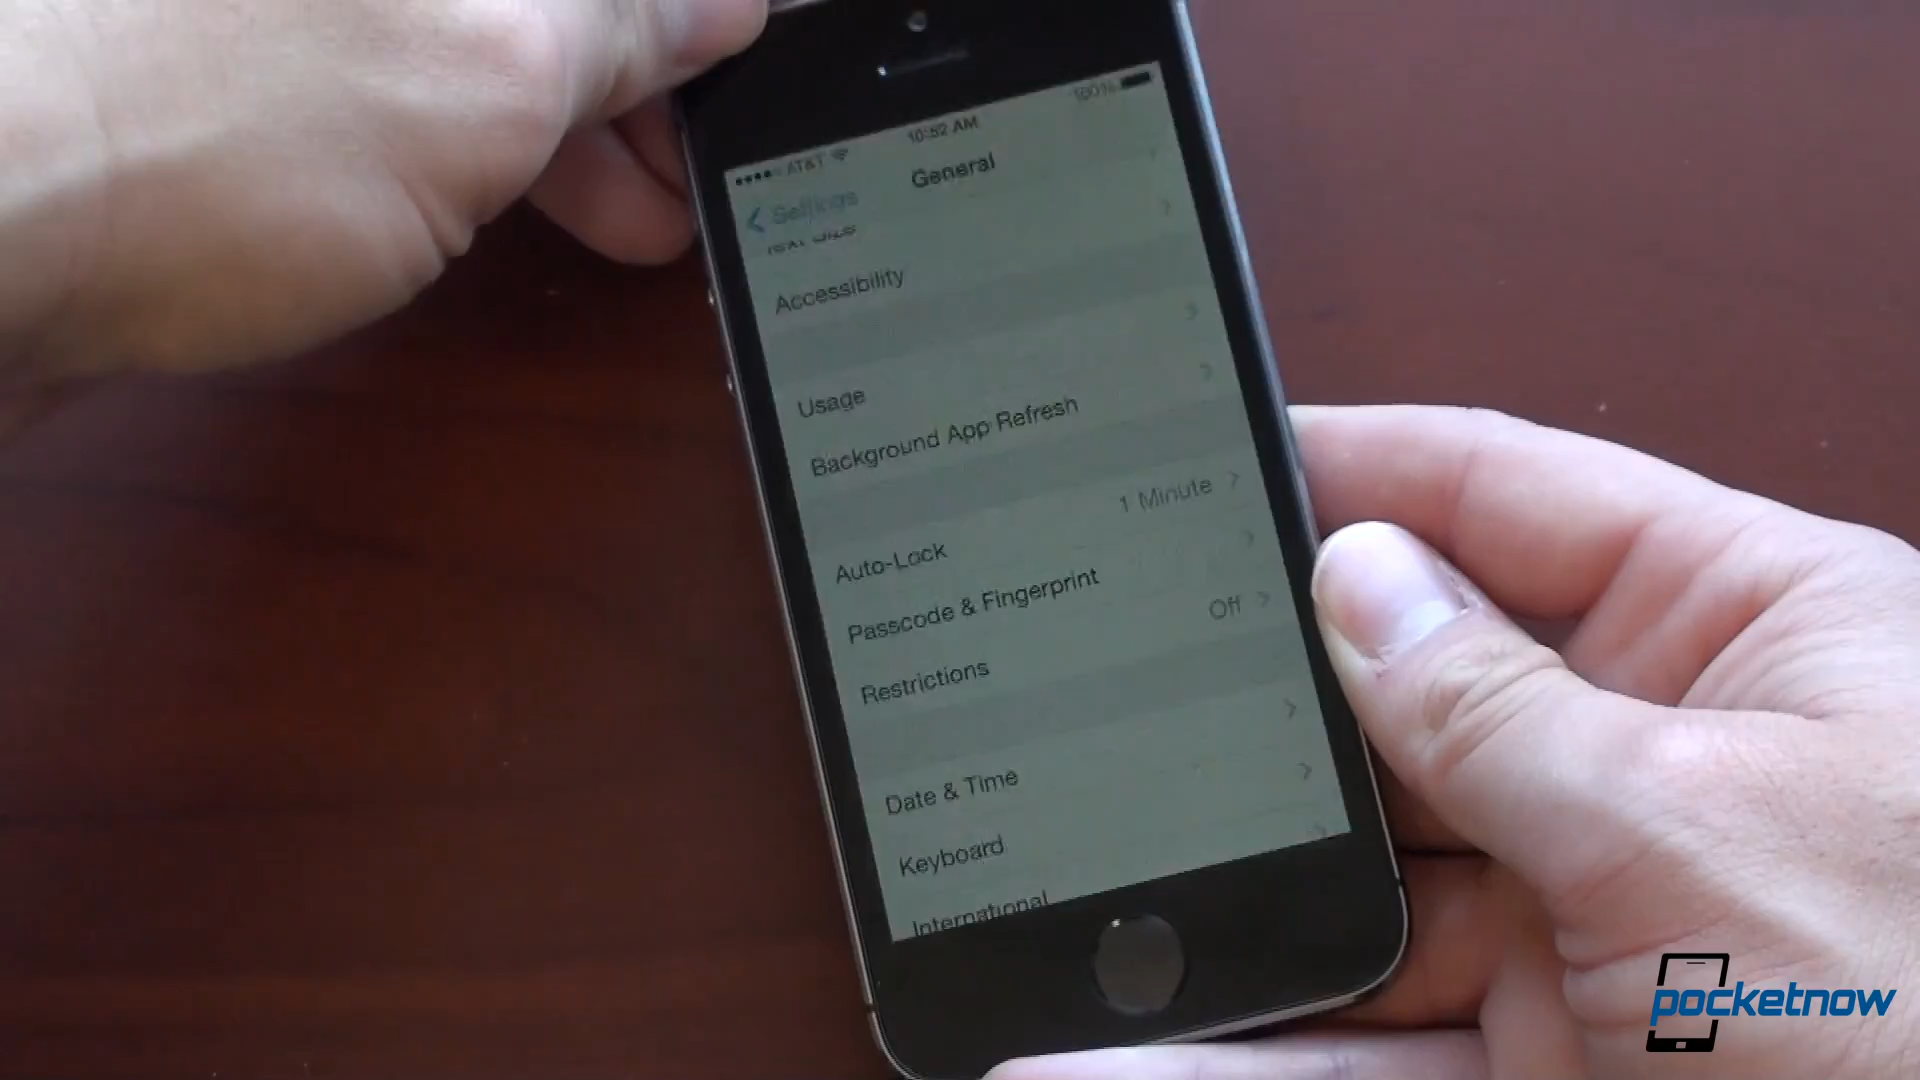 AT&T 10:52 AM 100%
Settings General
Accessibility
Usage
Background App Refresh
Auto-Lock 1 Minute
Passcode & Fingerprint
Restrictions Off
Date & Time
Keyboard
International
pocketnow